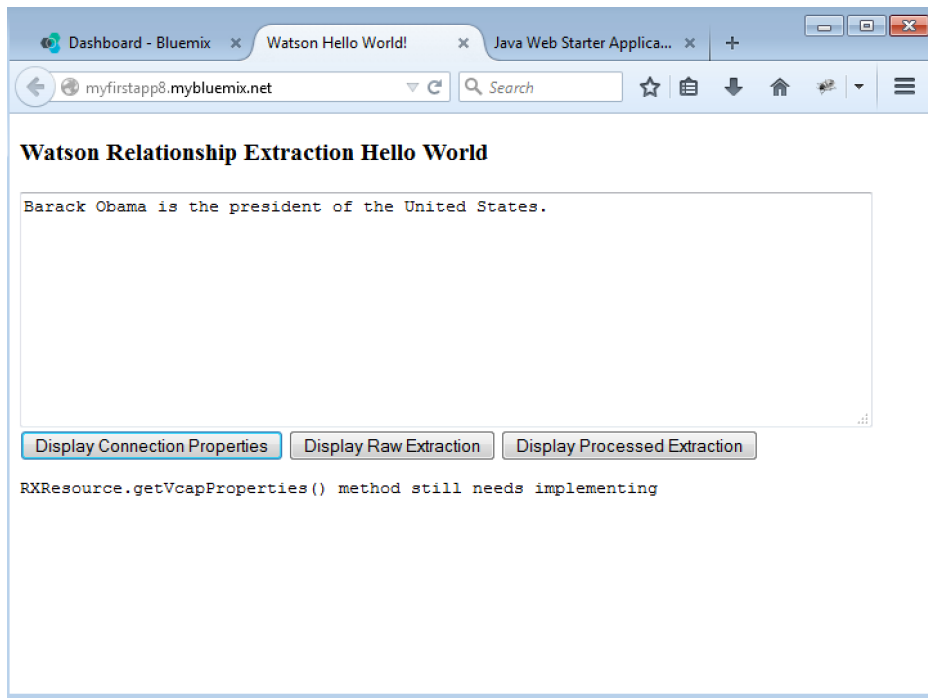 Dashboard - Bluemix
Watson Hello World!
Java Web Starter Applica...
myfirstapp8.mybluemix.net
Search
Watson Relationship Extraction Hello World
Barack Obama is the president of the United States.
Display Connection Properties
Display Raw Extraction
Display Processed Extraction
RXResource.getVcapProperties() method still needs implementing